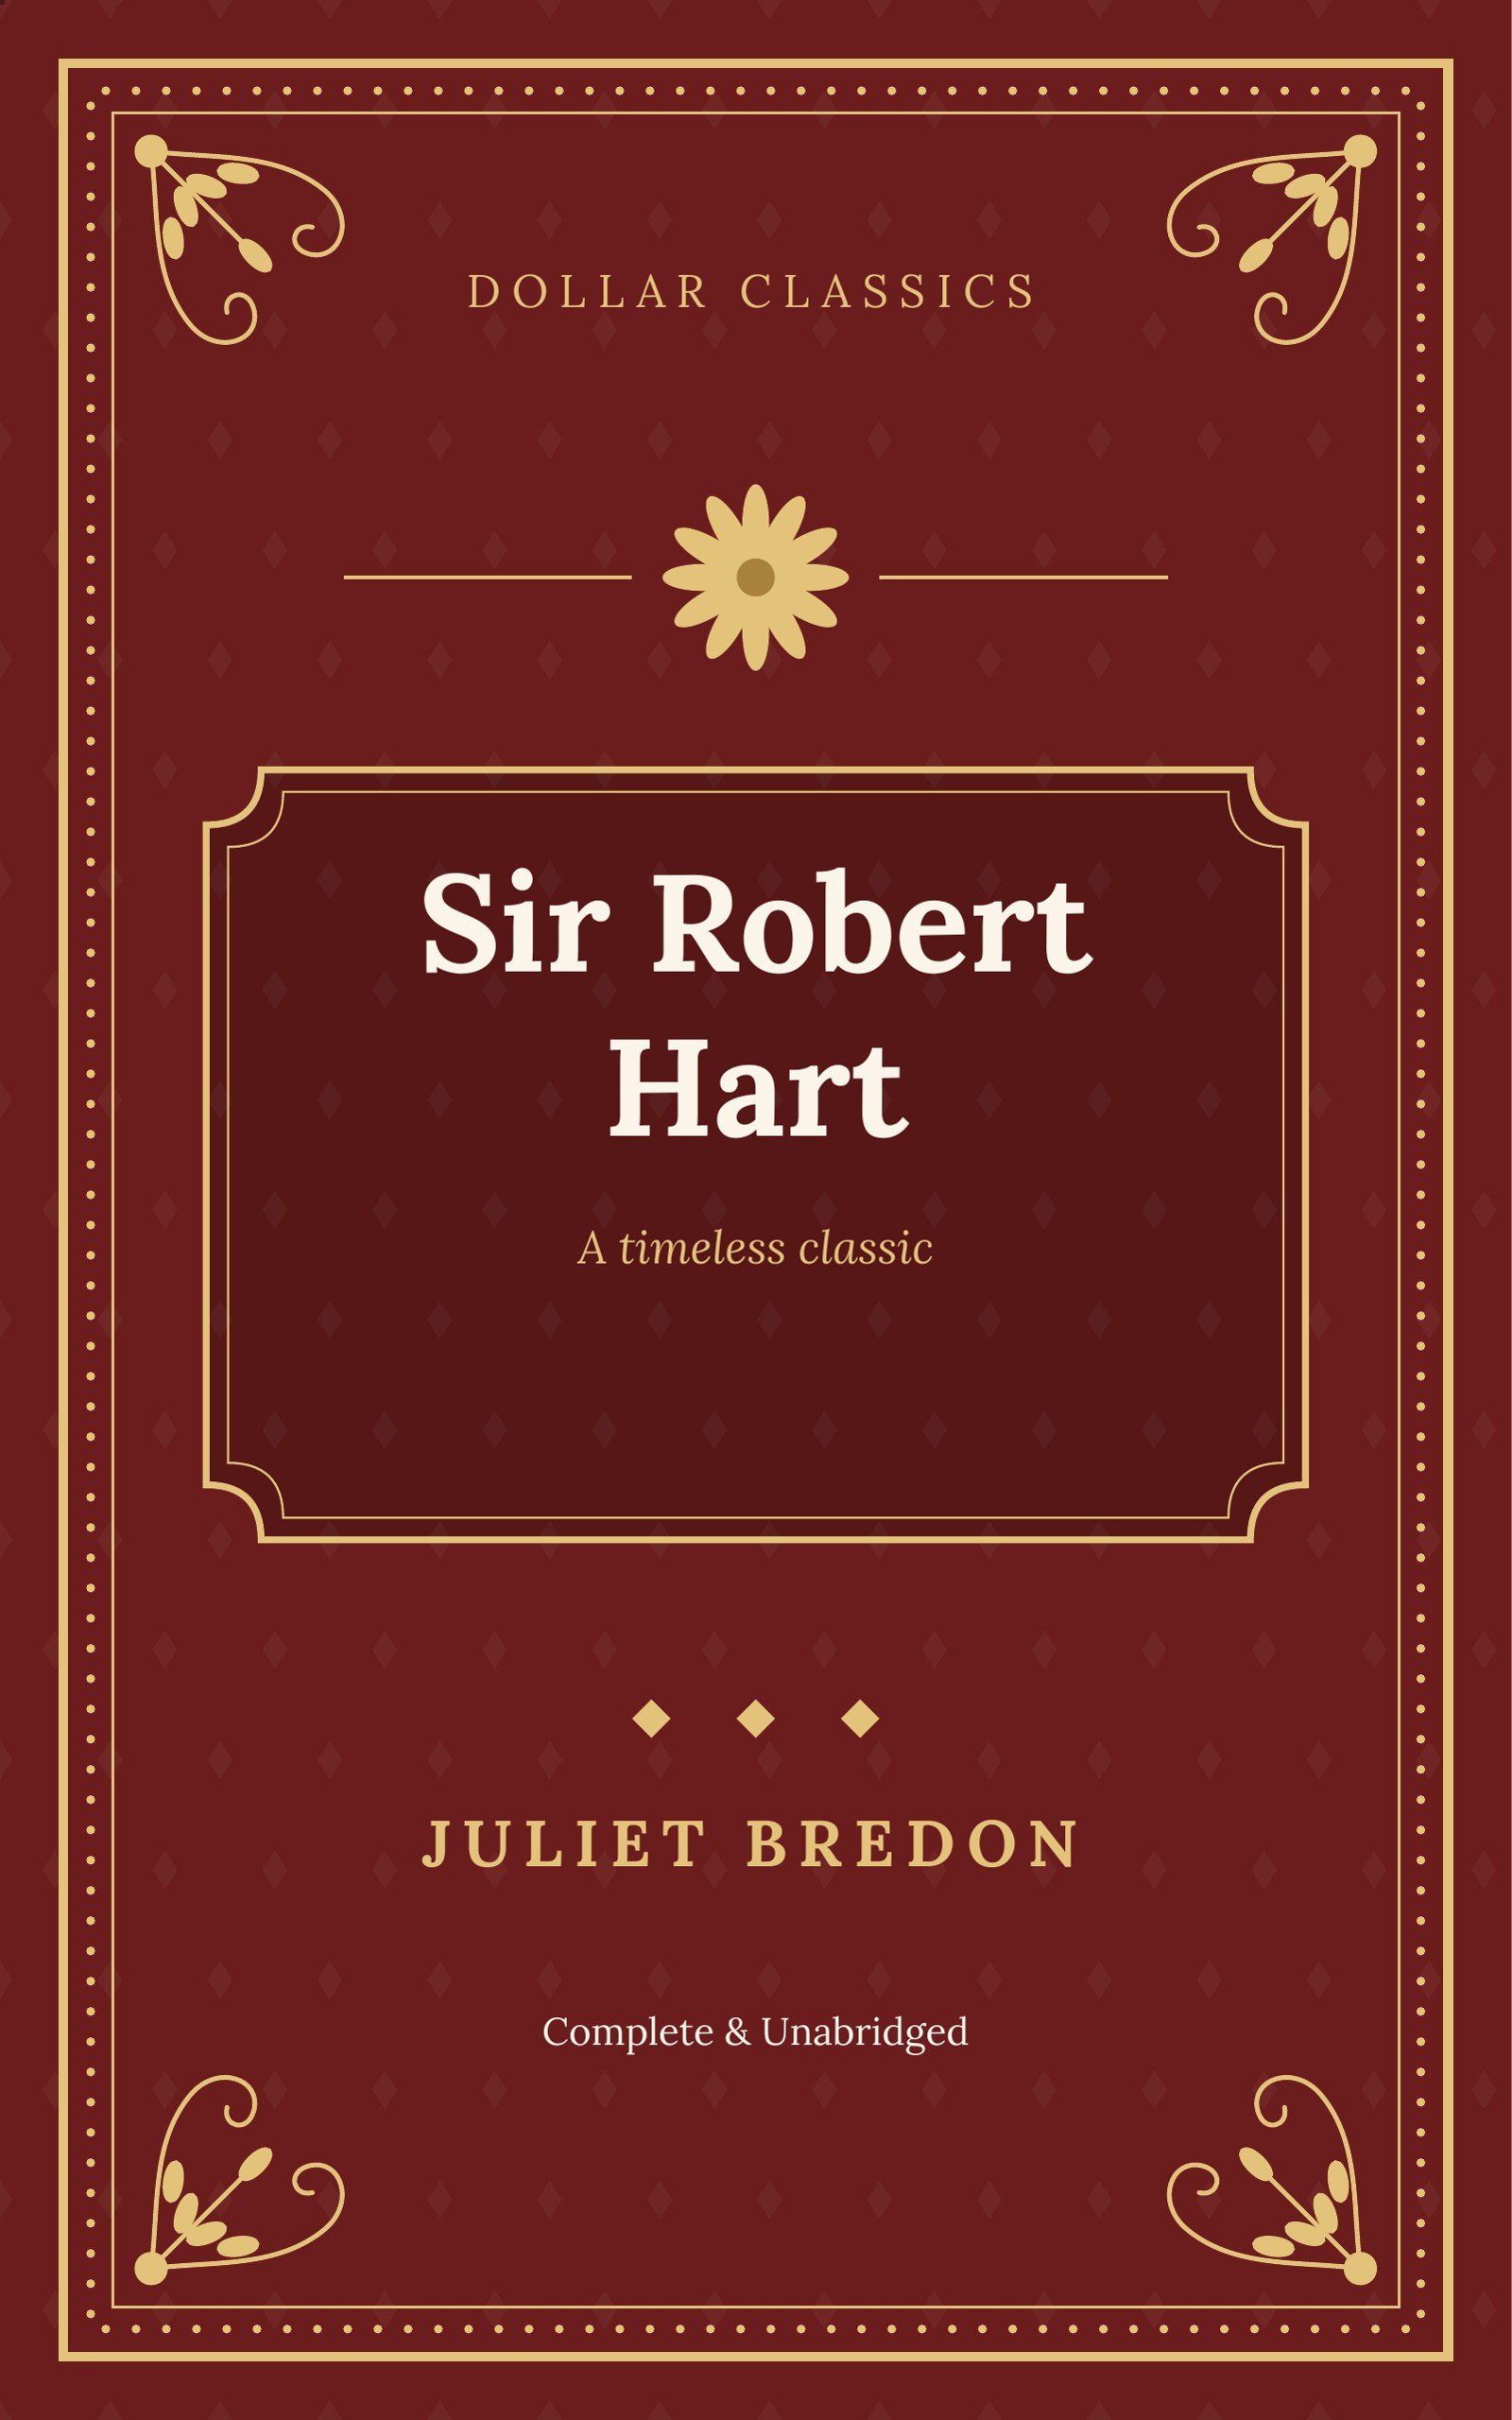 DOLLAR CLASSICS
Sir Robert
Hart
A timeless classic
JULIET BREDON
Complete & Unabridged